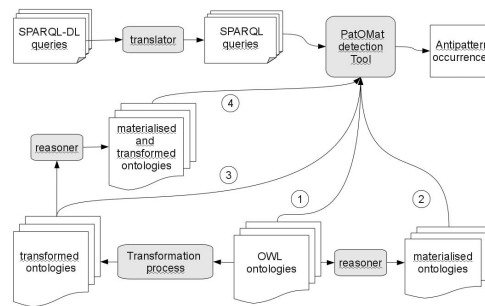 SPARQL-DL
queries
translator
SPARQL
queries
PatOMat
detection
Tool
Antipattern
occurrence
4
reasoner
materialised
and
transformed
ontologies
3
1
2
transformed
ontologies
Transformation
process
OWL
ontologies
reasoner
materialised
ontologies